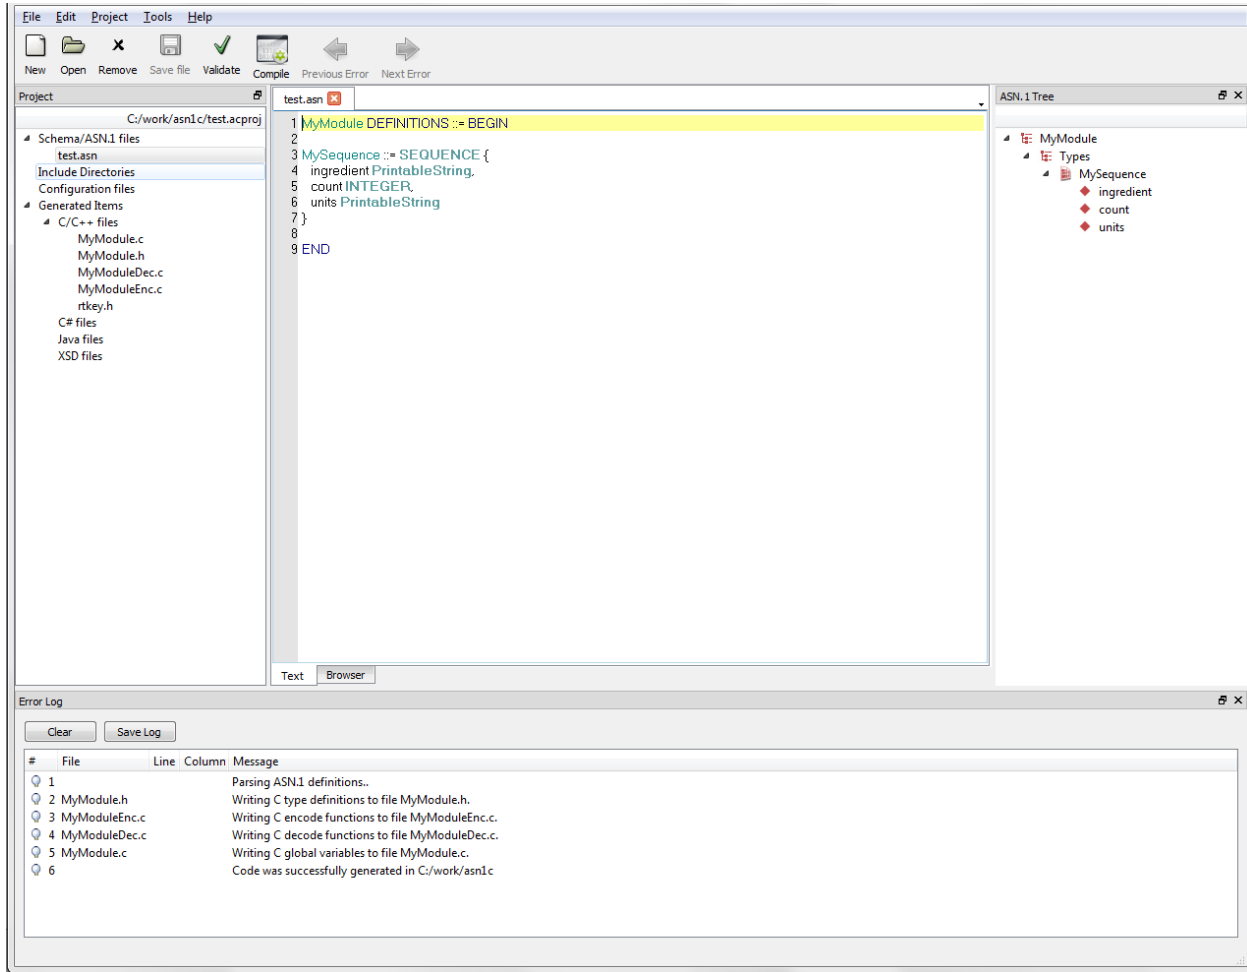 File Edit Project Tools Help
New Open Remove Save file Validate Compile Previous Error Next Error
Project
C:/work/asn1c/test.acproj
Schema/ASN.1 files
test.asn
Include Directories
Configuration files
Generated Items
C/C++ files
MyModule.c
MyModule.h
MyModuleDec.c
MyModuleEnc.c
rtkey.h
C# files
Java files
XSD files
test.asn
1 MyModule DEFINITIONS ::= BEGIN
2
3 MySequence ::= SEQUENCE {
4 ingredient PrintableString,
5 count INTEGER,
6 units PrintableString
7 }
8
9 END
Text Browser
ASN.1 Tree
MyModule
Types
MySequence
ingredient
count
units
Error Log
Clear Save Log
# File Line Column Message
1 Parsing ASN.1 definitions..
2 MyModule.h Writing C type definitions to file MyModule.h.
3 MyModuleEnc.c Writing C encode functions to file MyModuleEnc.c.
4 MyModuleDec.c Writing C decode functions to file MyModuleDec.c.
5 MyModule.c Writing C global variables to file MyModule.c.
6 Code was successfully generated in C:/work/asn1c